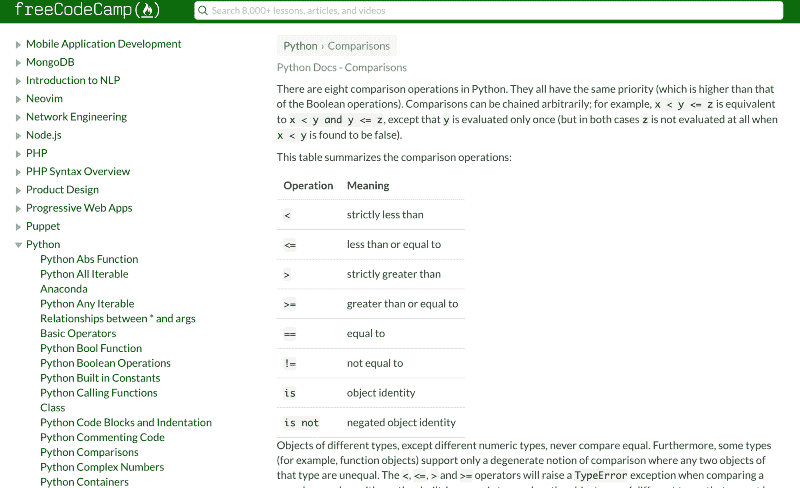 freeCodeCamp
Search 8,000+ lessons, articles, and videos
Mobile Application Development
MongoDB
Introduction to NLP
Neovim
Network Engineering
Node.js
PHP
PHP Syntax Overview
Product Design
Progressive Web Apps
Puppet
Python
Python Abs Function
Python All Iterable
Anaconda
Python Any Iterable
Relationships between * and args
Basic Operators
Python Bool Function
Python Boolean Operations
Python Built in Constants
Python Calling Functions
Class
Python Code Blocks and Indentation
Python Commenting Code
Python Comparisons
Python Complex Numbers
Python Containers
Python › Comparisons
Python Docs - Comparisons
There are eight comparison operations in Python. They all have the same priority (which is higher than that
of the Boolean operations). Comparisons can be chained arbitrarily; for example, x < y <= z is equivalent
to x < y and y <= z, except that y is evaluated only once (but in both cases z is not evaluated at all when
x < y is found to be false).
This table summarizes the comparison operations:
Operation Meaning
< strictly less than
<= less than or equal to
> strictly greater than
>= greater than or equal to
== equal to
!= not equal to
is object identity
is not negated object identity
Objects of different types, except different numeric types, never compare equal. Furthermore, some types
(for example, function objects) support only a degenerate notion of comparison where any two objects of
that type are unequal. The <, <=, > and >= operators will raise a TypeError exception when comparing a